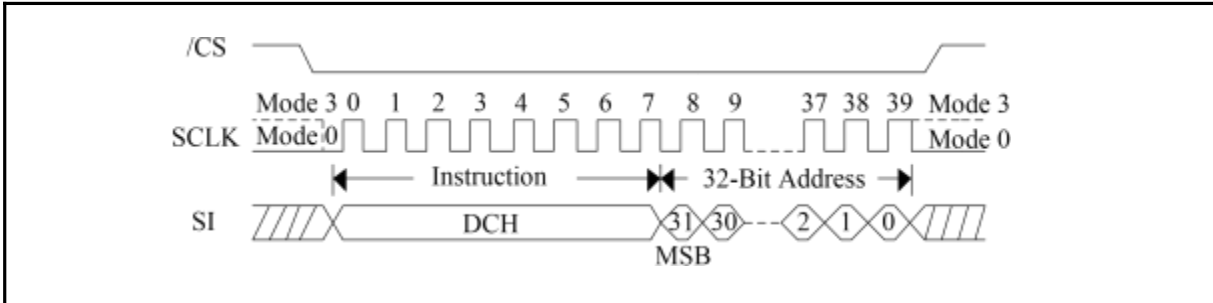 /CS
Mode 3 0 1 2 3 4 5 6 7 8 9 37 38 39 Mode 3
SCLK Mode 0 Mode 0
Instruction 32-Bit Address
SI DCH 31 30 2 1 0
MSB